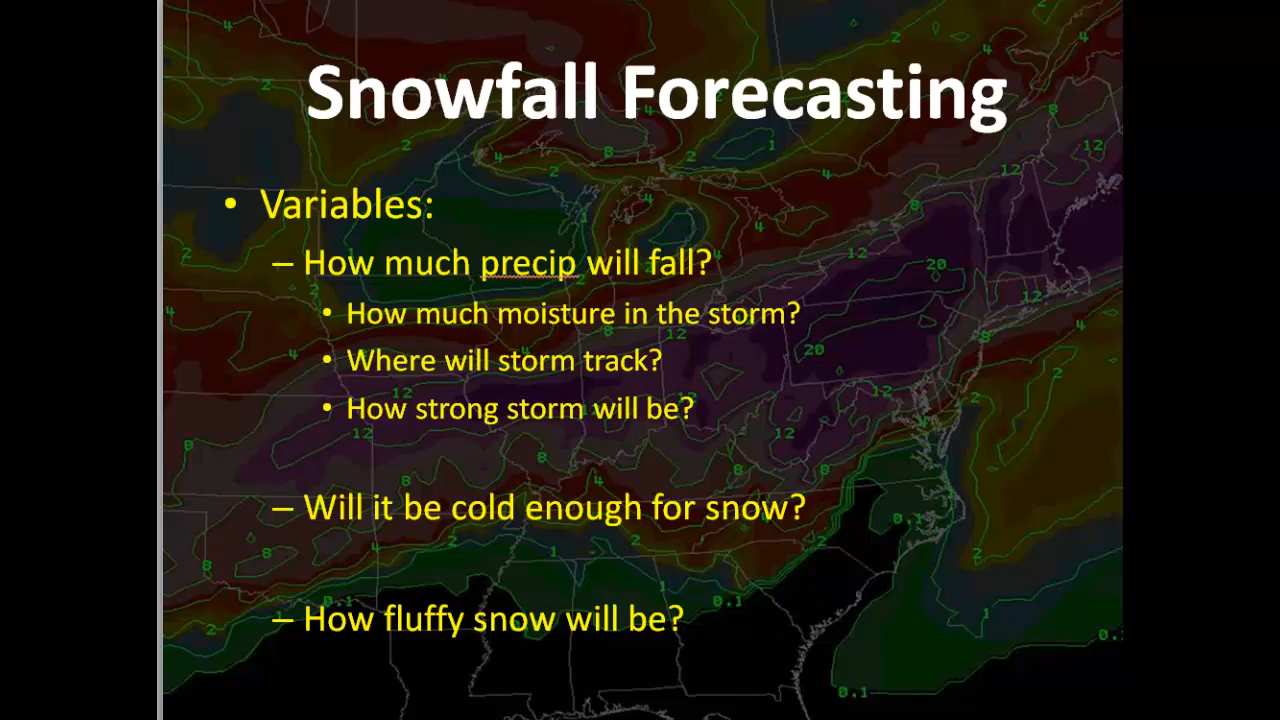 Snowfall Forecasting
• Variables:
– How much precip will fall?
• How much moisture in the storm?
• Where will storm track?
• How strong storm will be?
– Will it be cold enough for snow?
– How fluffy snow will be?